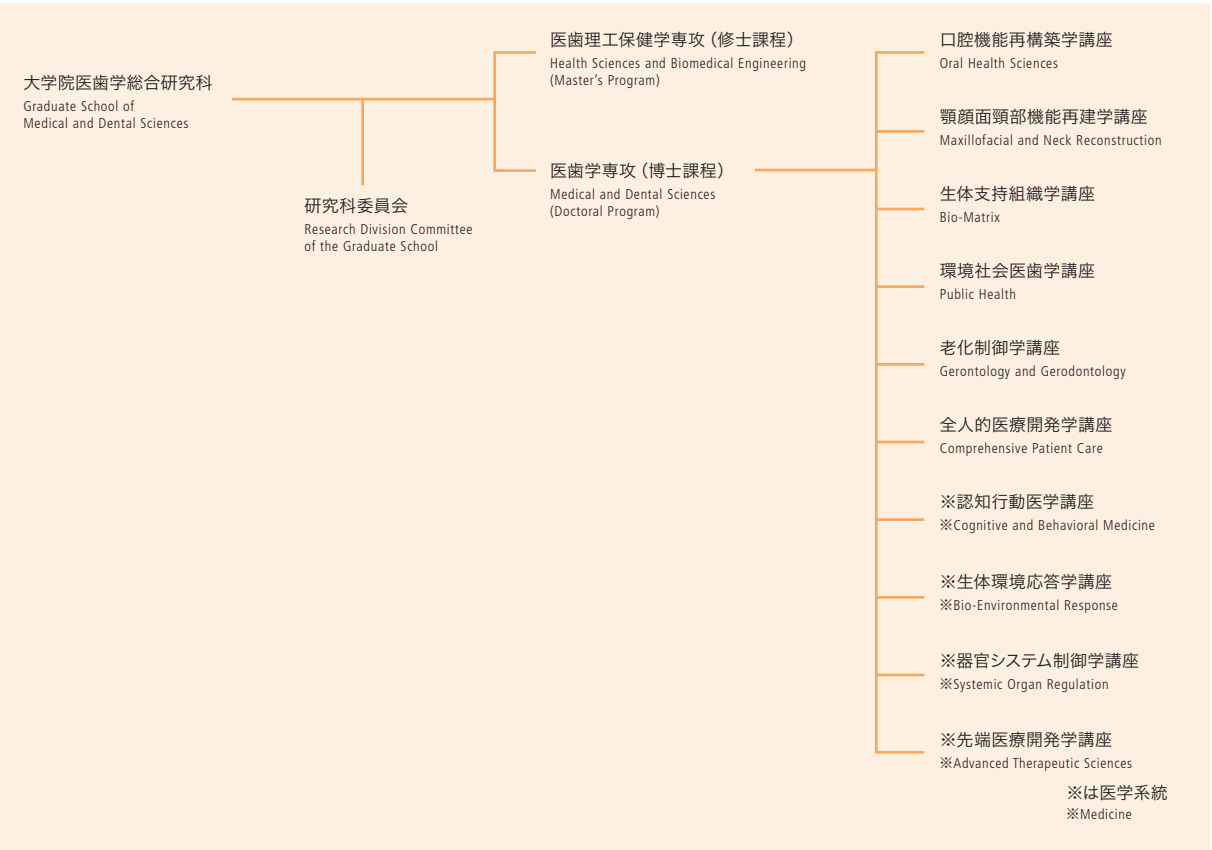 大学院医歯学総合研究科
Graduate School of
Medical and Dental Sciences
研究科委員会
Research Division Committee
of the Graduate School
医歯理工保健学専攻（修士課程）
Health Sciences and Biomedical Engineering
(Master's Program)
医歯学専攻（博士課程）
Medical and Dental Sciences
(Doctoral Program)
口腔機能再構築学講座
Oral Health Sciences
顎顔面頸部機能再建学講座
Maxillofacial and Neck Reconstruction
生体支持組織学講座
Bio-Matrix
環境社会医歯学講座
Public Health
老化制御学講座
Gerontology and Gerodontology
全人的医療開発学講座
Comprehensive Patient Care
※認知行動医学講座
※Cognitive and Behavioral Medicine
※生体環境応答学講座
※Bio-Environmental Response
※器官システム制御学講座
※Systemic Organ Regulation
※先端医療開発学講座
※Advanced Therapeutic Sciences
※は医学系統
※Medicine